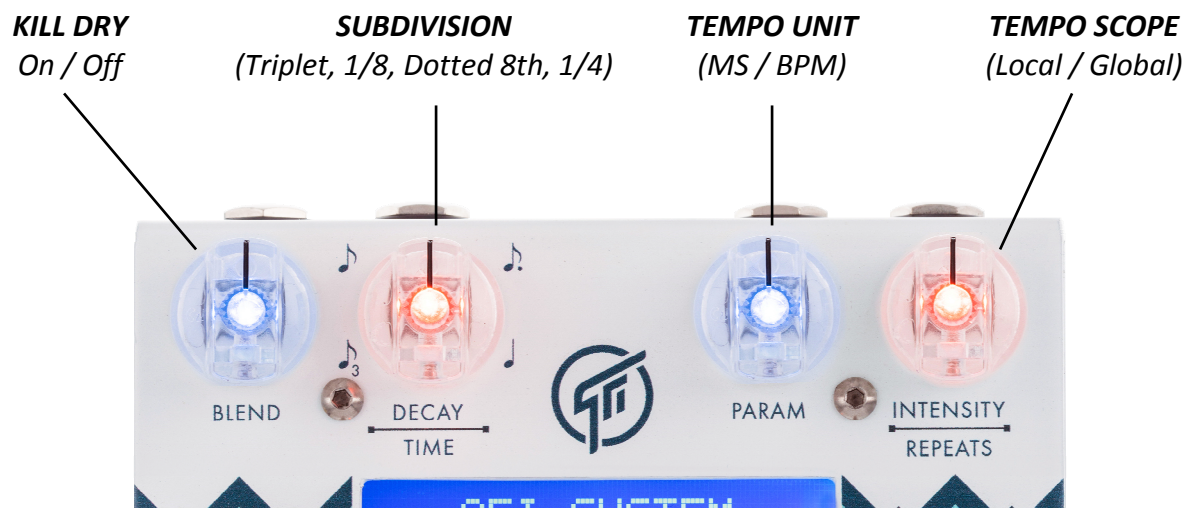 KILL DRY
On / Off
SUBDIVISION
(Triplet, 1/8, Dotted 8th, 1/4)
TEMPO UNIT
(MS / BPM)
TEMPO SCOPE
(Local / Global)
3
BLEND
DECAY
TIME
PARAM
INTENSITY
REPEATS